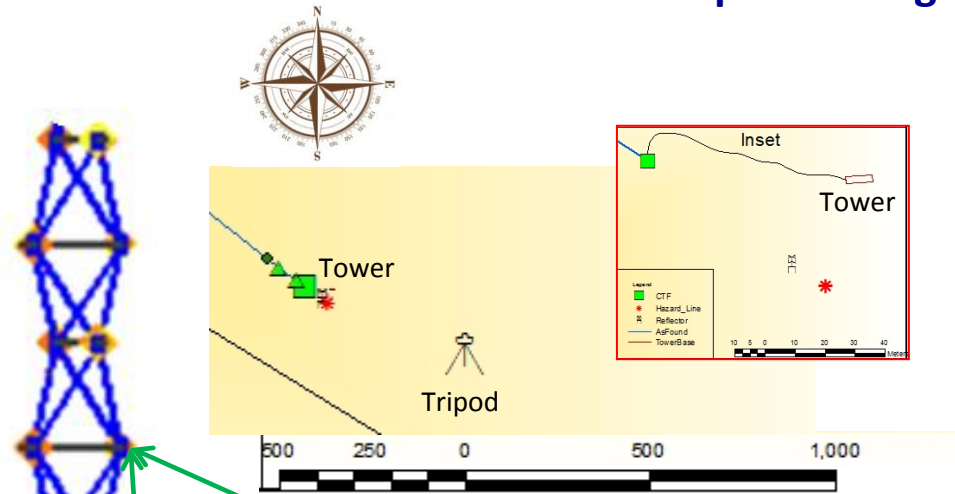 N
W
E
S
Inset
Tower
Legend
CTF
Hazard_Line
Reflector
AsFound
TowerBase
10 5 0 10 20 30 40
Meters
Tower
Tripod
500 250 0 500 1,000